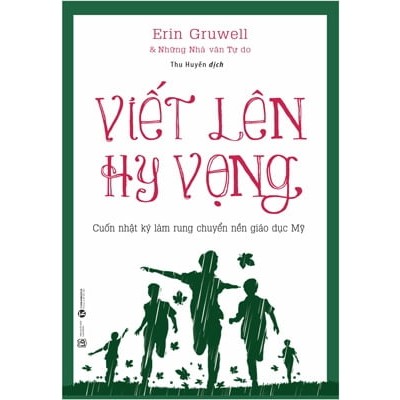 Erin Gruwell
& Những Nhà văn Tự do
Thu Huyền dịch
VIẾT LÊN
HY VỌNG
Cuốn nhật ký làm rung chuyển nền giáo dục Mỹ